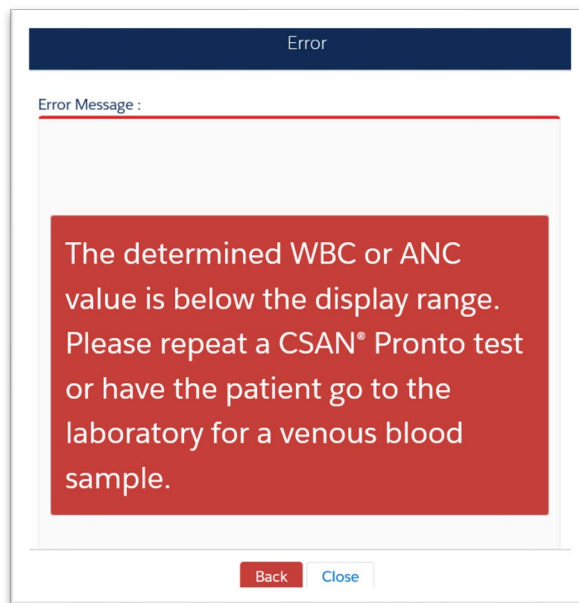 Error
Error Message :
The determined WBC or ANC
value is below the display range.
Please repeat a CSAN® Pronto test
or have the patient go to the
laboratory for a venous blood
sample.
Back Close